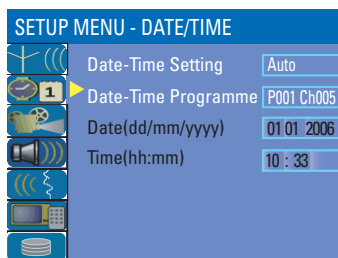 SETUP MENU - DATE/TIME
1
Date-Time Setting Auto
Date-Time Programme P001 Ch005
Date(dd/mm/yyyy) 01 01 2006
Time(hh:mm) 10 : 33